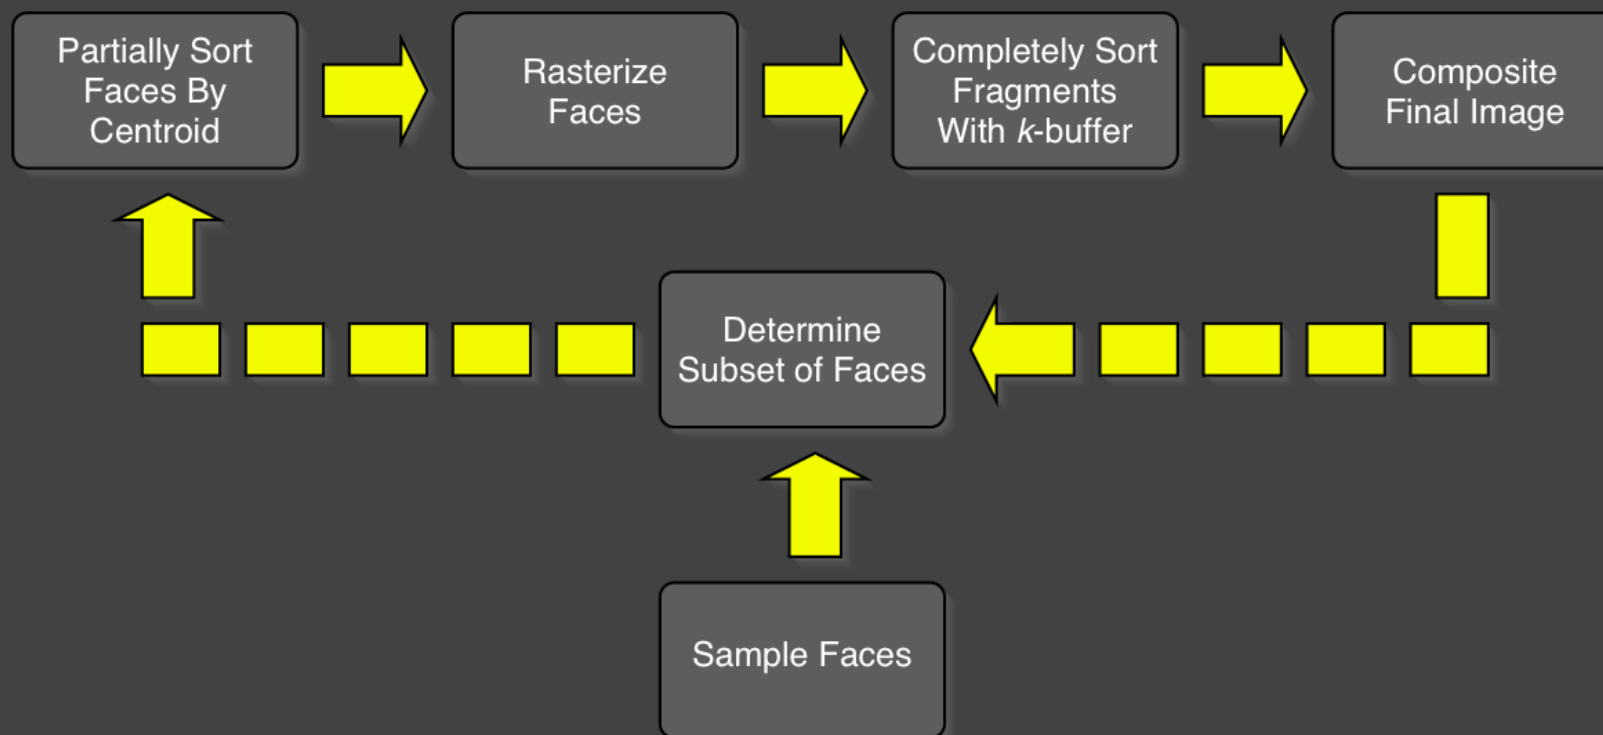 Partially Sort
Faces By
Centroid
Rasterize
Faces
Completely Sort
Fragments
With k-buffer
Composite
Final Image
Determine
Subset of Faces
Sample Faces